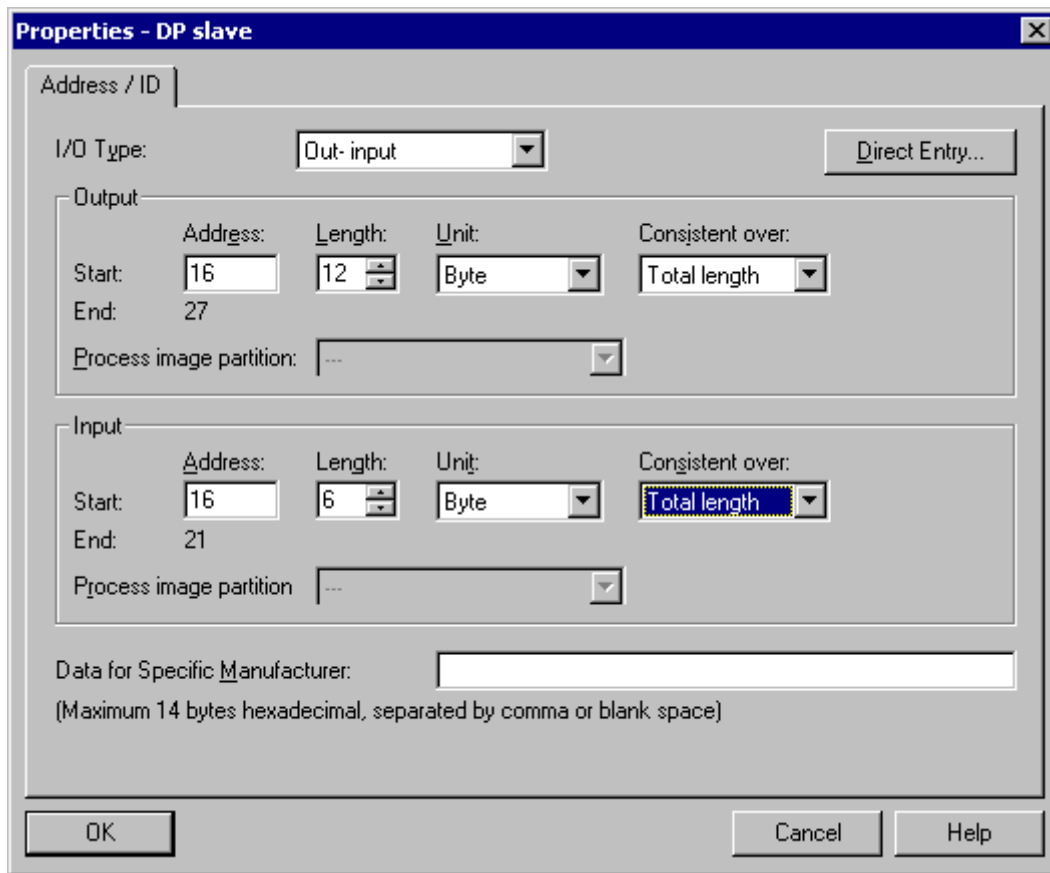 Properties - DP slave
Address / ID
I/O Type: Out- input Direct Entry...
Output
Address: Length: Unit: Consistent over:
Start: 16 12 Byte Total length
End: 27
Process image partition: ---
Input
Address: Length: Unit: Consistent over:
Start: 16 6 Byte Total length
End: 21
Process image partition ---
Data for Specific Manufacturer:
(Maximum 14 bytes hexadecimal, separated by comma or blank space)
OK Cancel Help